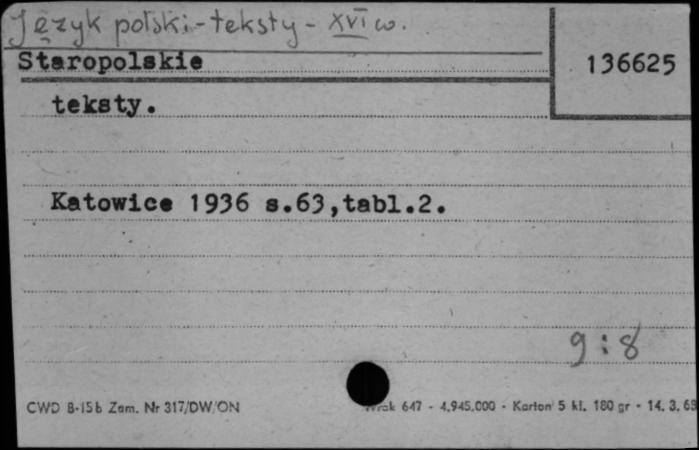 Język polski - teksty - XVI w.
Staropolskie
136625
teksty.
Katowice 1936 s.63,tabl.2.
9:8
CWD B-15b Zam. Nr 317/DW/ON
647 - 4.945.000 - Karton 5 kl. 180 gr - 14. 3. 68